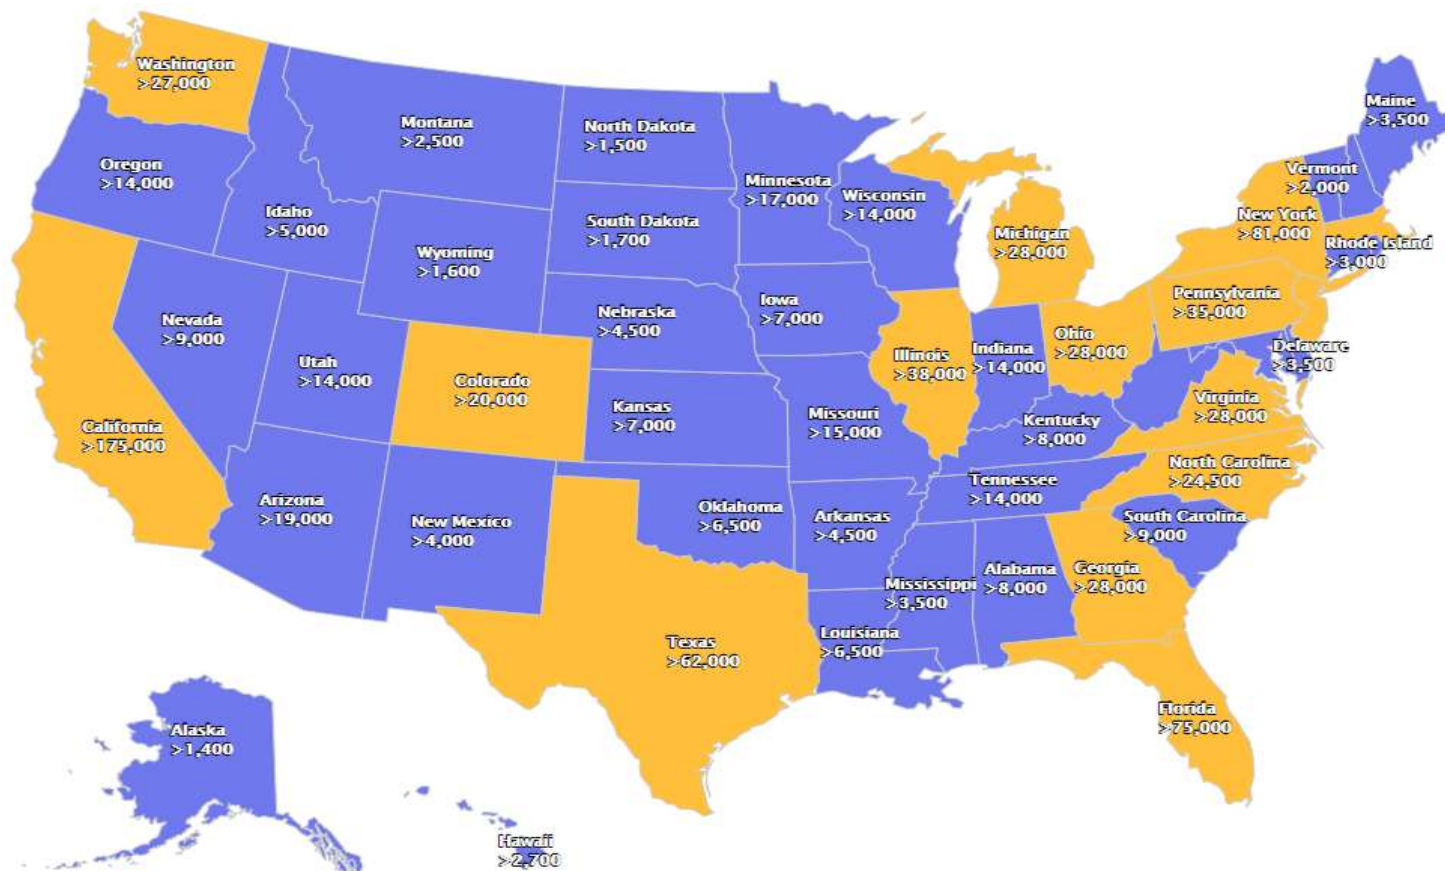 Washington
>27,000
Montana
>2,500
North Dakota
>1,500
Maine
>3,500
Oregon
>14,000
Idaho
>5,000
Minnesota
>17,000
Wisconsin
>14,000
Vermont
>2,000
South Dakota
>1,700
New York
>81,000
Michigan
>28,000
Rhode Island
>3,000
Wyoming
>1,600
Pennsylvania
>35,000
Iowa
>7,000
Nebraska
>4,500
Nevada
>9,000
Ohio
>28,000
Delaware
>3,500
Illinois
>38,000
Indiana
>14,000
Utah
>14,000
Colorado
>20,000
Virginia
>28,000
Kansas
>7,000
Missouri
>15,000
Kentucky
>8,000
California
>175,000
North Carolina
>24,500
Tennessee
>14,000
Arizona
>19,000
Oklahoma
>6,500
Arkansas
>4,500
South Carolina
>9,000
New Mexico
>4,000
Mississippi
>3,500
Alabama
>8,000
Georgia
>28,000
Louisiana
>6,500
Texas
>62,000
Florida
>75,000
Alaska
>1,400
Hawaii
>2,700